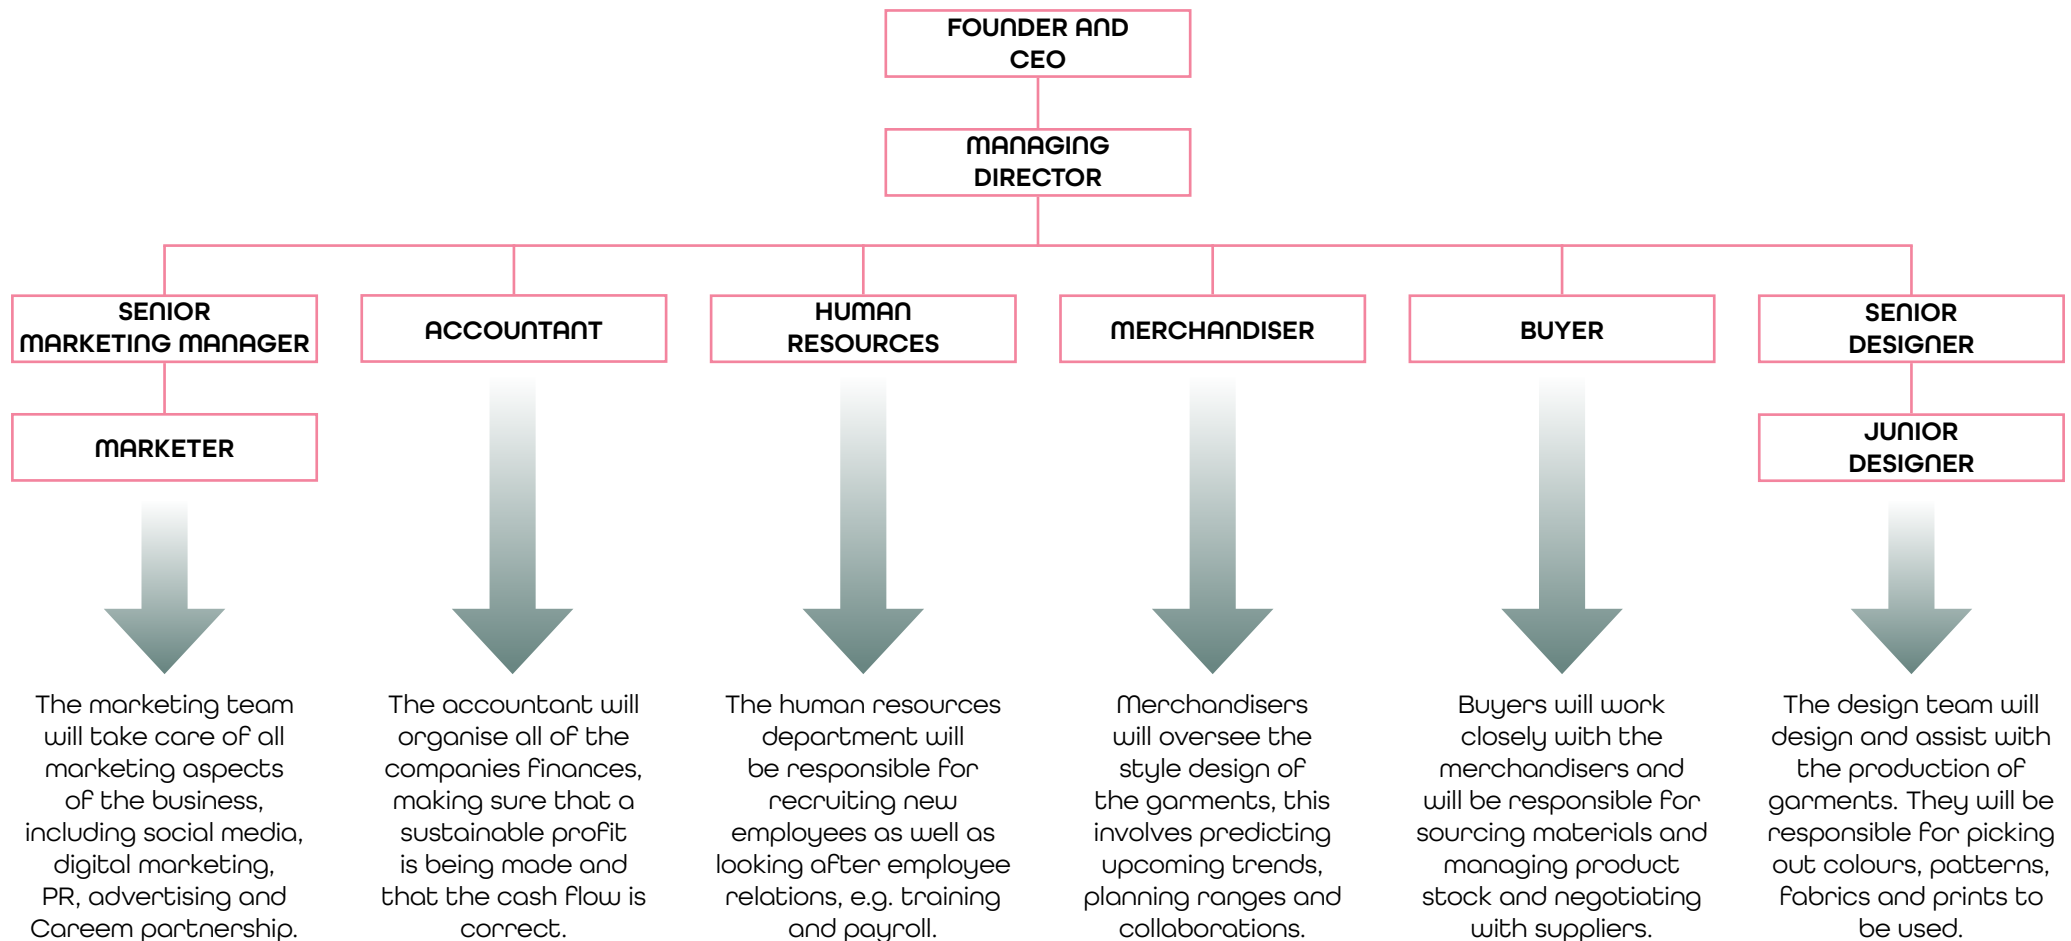 FOUNDER AND
CEO
MANAGING
DIRECTOR
SENIOR
MARKETING MANAGER
ACCOUNTANT
HUMAN
RESOURCES
MERCHANDISER
BUYER
SENIOR
DESIGNER
MARKETER
JUNIOR
DESIGNER
The marketing team
will take care of all
marketing aspects
of the business,
including social media,
digital marketing,
PR, advertising and
Careem partnership.
The accountant will
organise all of the
companies finances,
making sure that a
sustainable profit
is being made and
that the cash flow is
correct.
The human resources
department will
be responsible for
recruiting new
employees as well as
looking after employee
relations, e.g. training
and payroll.
Merchandisers
will oversee the
style design of
the garments, this
involves predicting
upcoming trends,
planning ranges and
collaborations.
Buyers will work
closely with the
merchandisers and
will be responsible for
sourcing materials and
managing product
stock and negotiating
with suppliers.
The design team will
design and assist with
the production of
garments. They will be
responsible for picking
out colours, patterns,
fabrics and prints to
be used.